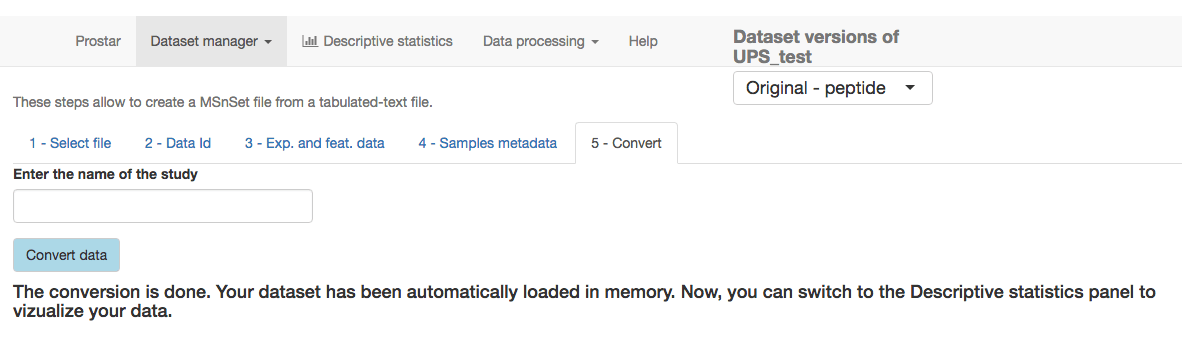 Prostar Dataset manager Descriptive statistics Data processing Help
Dataset versions of
UPS_test
Original - peptide
These steps allow to create a MSnSet file from a tabulated-text file.
1 - Select file 2 - Data Id 3 - Exp. and feat. data 4 - Samples metadata 5 - Convert
Enter the name of the study
Convert data
The conversion is done. Your dataset has been automatically loaded in memory. Now, you can switch to the Descriptive statistics panel to
vizualize your data.